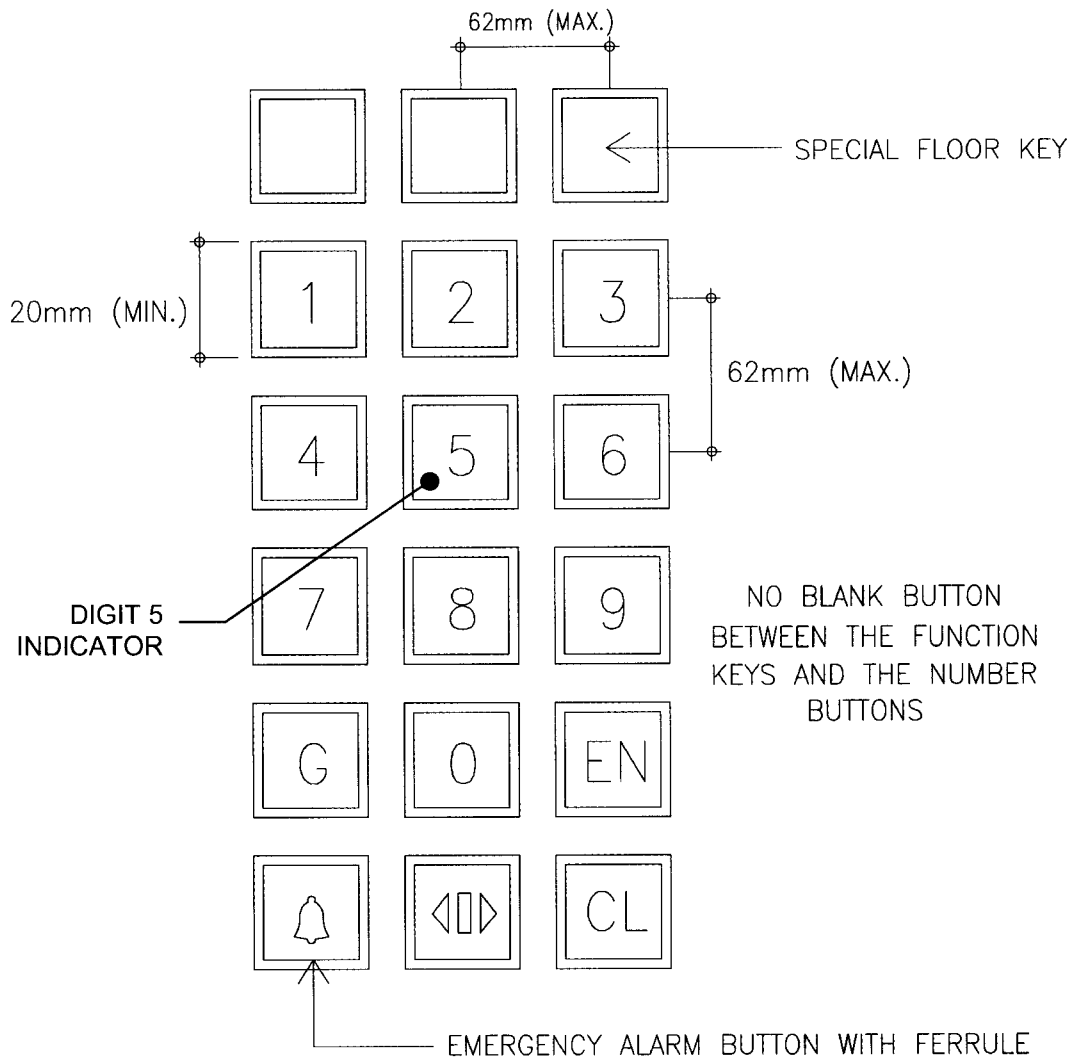 62mm (MAX.)
SPECIAL FLOOR KEY
1 2 3
20mm (MIN.)
62mm (MAX.)
4 5 6
7 8 9
DIGIT 5
INDICATOR
NO BLANK BUTTON
BETWEEN THE FUNCTION
KEYS AND THE NUMBER
BUTTONS
G 0 EN
CL
EMERGENCY ALARM BUTTON WITH FERRULE